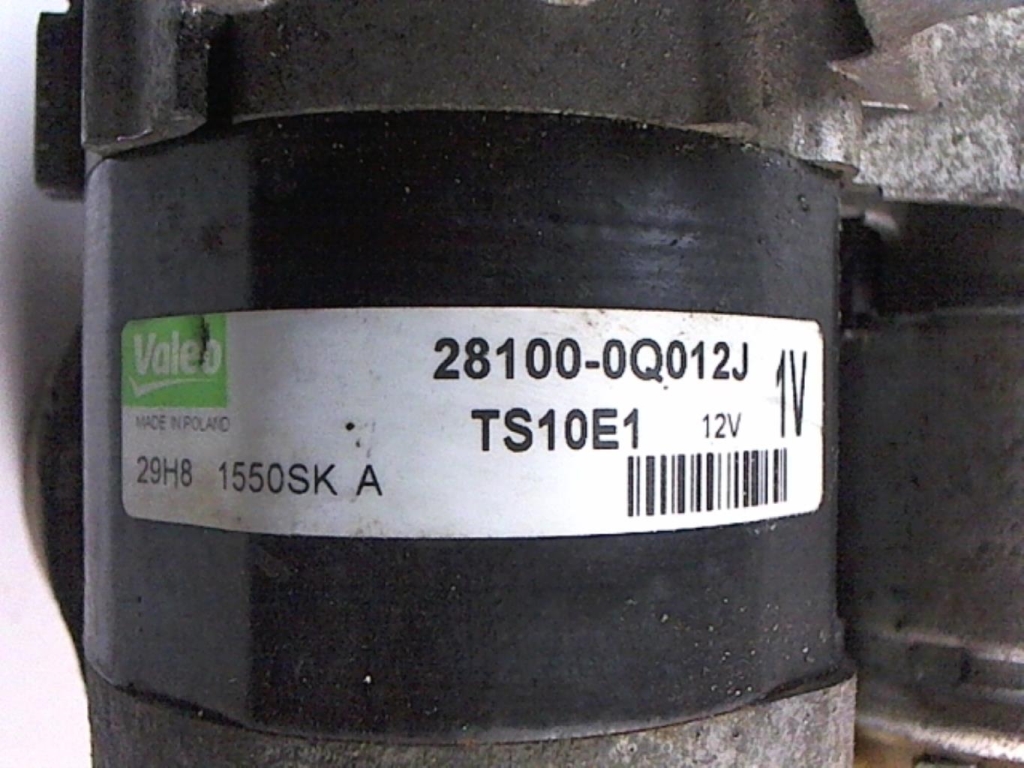 Valeo
MADE IN POLAND
29H8 1550SK A
28100-0Q012J
TS10E1 12V
1V